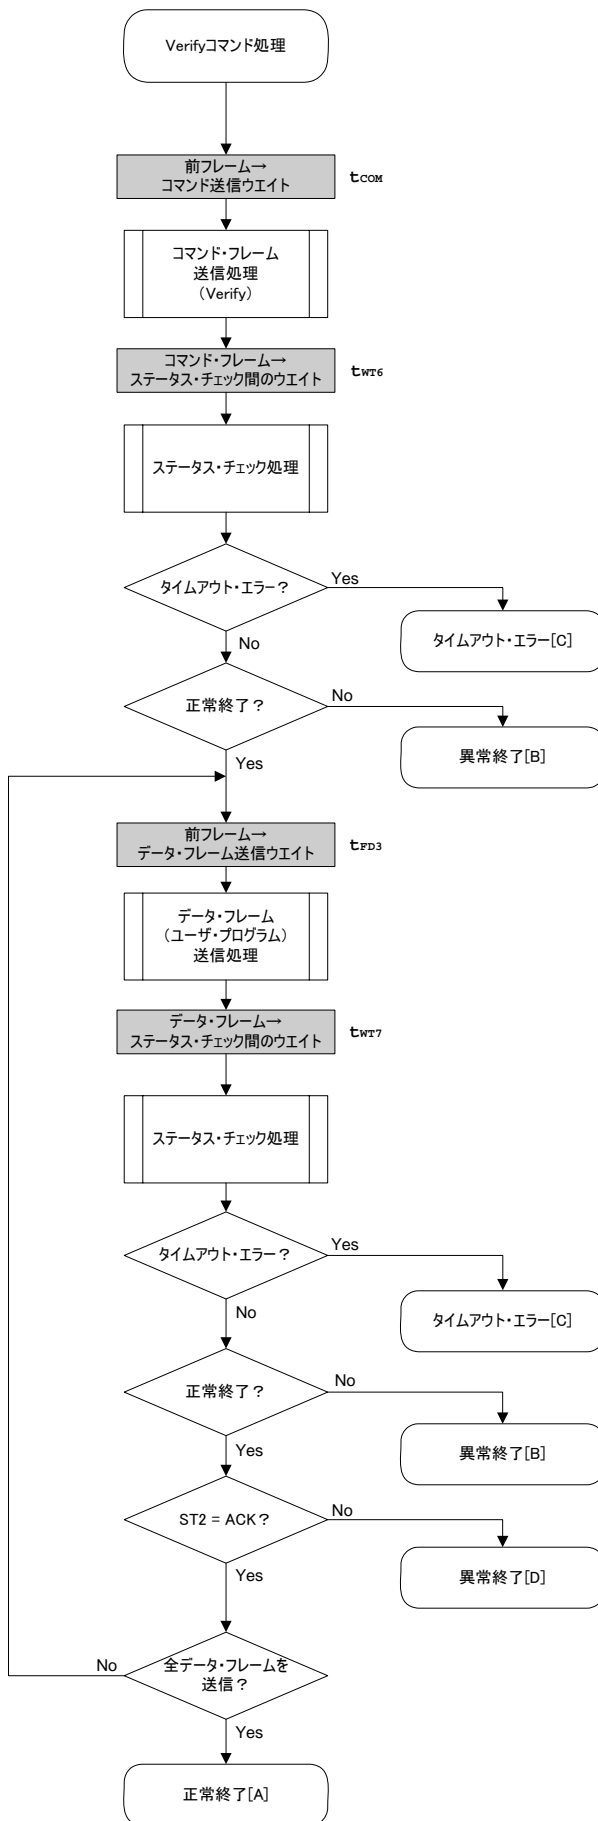 Verifyコマンド処理
前フレーム→
コマンド送信ウエイト
tCOM
コマンド・フレーム
送信処理
（Verify）
コマンド・フレーム→
ステータス・チェック間のウエイト
tWT6
ステータス・チェック処理
タイムアウト・エラー？
Yes
タイムアウト・エラー[C]
No
正常終了？
No
異常終了[B]
Yes
前フレーム→
データ・フレーム送信ウエイト
tFD3
データ・フレーム
（ユーザ・プログラム）
送信処理
データ・フレーム→
ステータス・チェック間のウエイト
tWT7
ステータス・チェック処理
タイムアウト・エラー？
Yes
タイムアウト・エラー[C]
No
正常終了？
No
異常終了[B]
Yes
ST2 = ACK？
No
異常終了[D]
Yes
全データ・フレームを
送信？
No
Yes
正常終了[A]